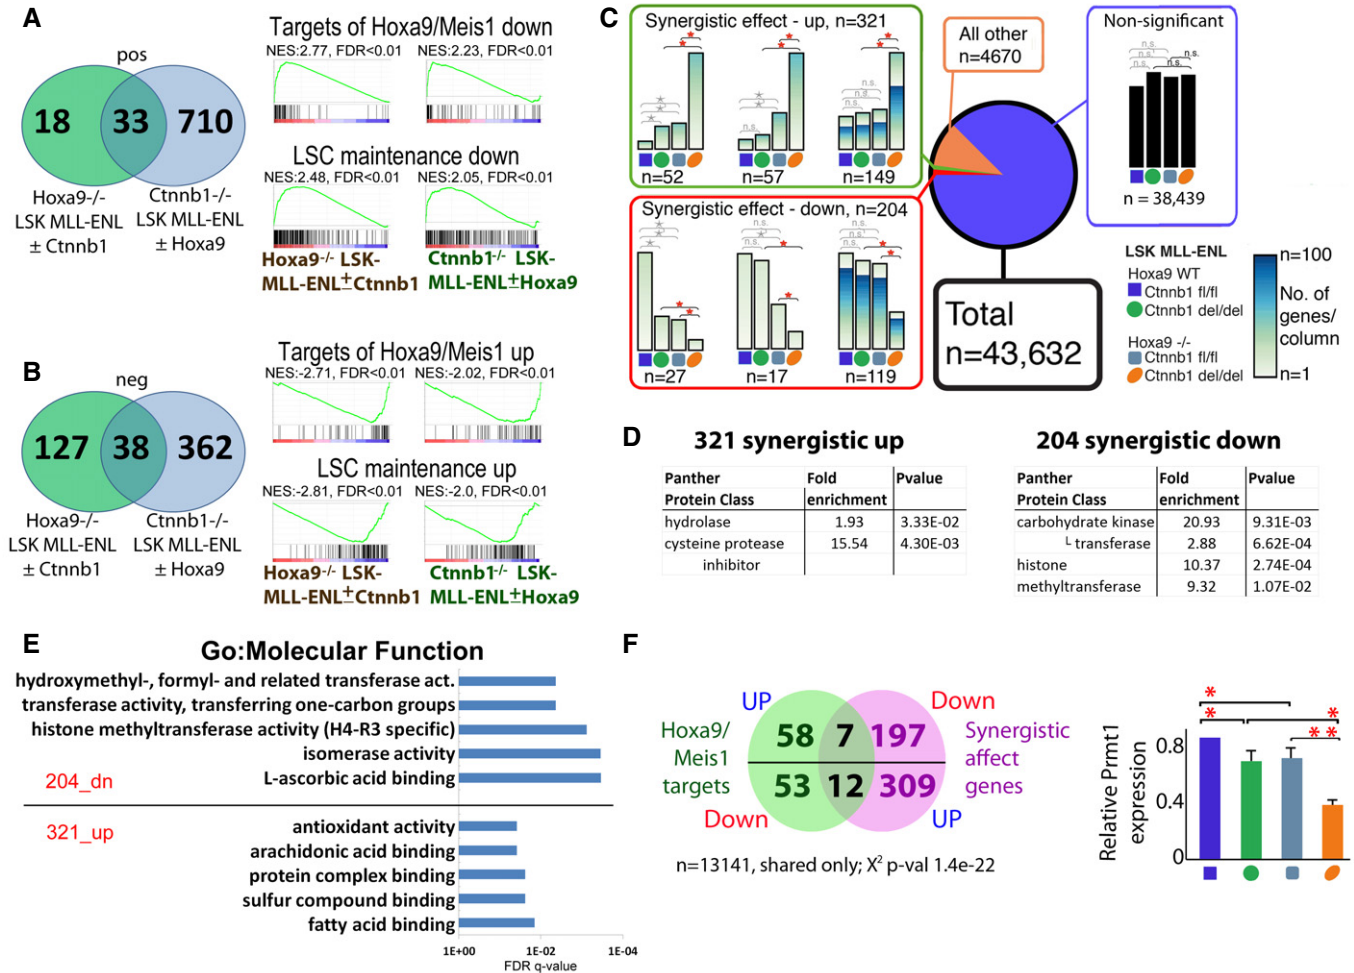 A
Targets of Hoxa9/Meis1 down
NES:2.77, FDR<0.01
NES:2.23, FDR<0.01
pos
18
33
710
Hoxa9-/-
LSK MLL-ENL
± Ctnnb1
Ctnnb1-/-
LSK MLL-ENL
± Hoxa9
LSC maintenance down
NES:2.48, FDR<0.01
NES:2.05, FDR<0.01
Hoxa9-/- LSK-
MLL-ENL±Ctnnb1
Ctnnb1-/- LSK-
MLL-ENL±Hoxa9
B
Targets of Hoxa9/Meis1 up
NES:-2.71, FDR<0.01
NES:-2.02, FDR<0.01
neg
127
38
362
Hoxa9-/-
LSK MLL-ENL
± Ctnnb1
Ctnnb1-/-
LSK MLL-ENL
± Hoxa9
LSC maintenance up
NES:-2.81, FDR<0.01
NES:-2.0, FDR<0.01
Hoxa9-/- LSK-
MLL-ENL±Ctnnb1
Ctnnb1-/- LSK-
MLL-ENL±Hoxa9
C
Synergistic effect - up, n=321
n.s.
n.s.
n.s.
n.s.
n.s.
n=52
n=57
n=149
Synergistic effect - down, n=204
n.s.
n.s.
n.s.
n.s.
n.s.
n.s.
n=27
n=17
n=119
All other
n=4670
Non-significant
n.s.
n.s.
n.s.
n.s.
n.s.
n = 38,439
Total
n=43,632
LSK MLL-ENL
Hoxa9 WT
Ctnnb1 fl/fl
Ctnnb1 del/del
Hoxa9 -/-
Ctnnb1 fl/fl
Ctnnb1 del/del
n=100
No. of
genes/
column
n=1
D
321 synergistic up
Panther Fold Pvalue
Protein Class enrichment
hydrolase 1.93 3.33E-02
cysteine protease 15.54 4.30E-03
inhibitor
204 synergistic down
Panther Fold Pvalue
Protein Class enrichment
carbohydrate kinase 20.93 9.31E-03
└ transferase 2.88 6.62E-04
histone 10.37 2.74E-04
methyltransferase 9.32 1.07E-02
E
Go:Molecular Function
hydroxymethyl-, formyl- and related transferase act.
transferase activity, transferring one-carbon groups
histone methyltransferase activity (H4-R3 specific)
isomerase activity
L-ascorbic acid binding
204_dn
321_up
antioxidant activity
arachidonic acid binding
protein complex binding
sulfur compound binding
fatty acid binding
1E+00 1E-02 1E-04
FDR q-value
F
UP
Down
Hoxa9/
Meis1
targets
58
7
197
53
12
309
Synergistic
affect
genes
Down
UP
n=13141, shared only; X2 p-val 1.4e-22
Relative Prmt1
expression
0.8
0.4
0
*
*
*
**